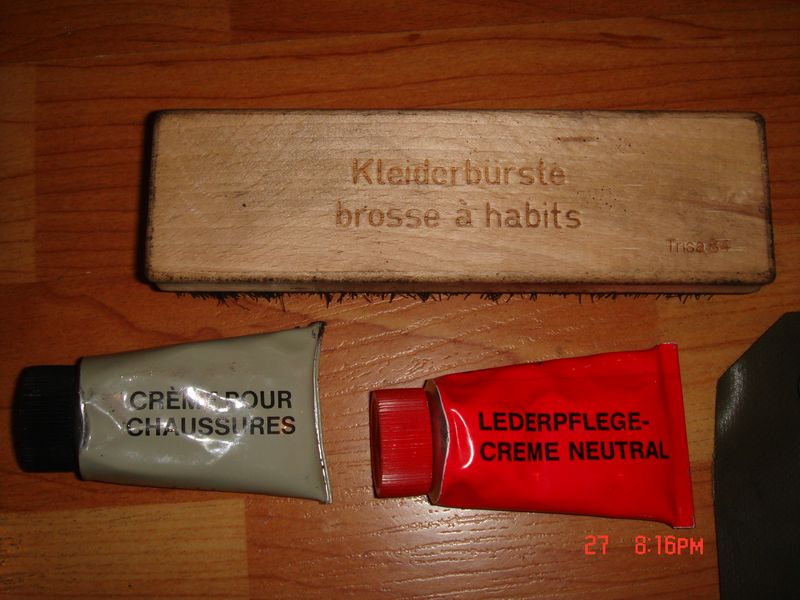 Kleiderbürste
brosse à habits
Trisa 84
CRÈME POUR
CHAUSSURES
LEDERPFLEGE-
CREME NEUTRAL
27 8:16PM